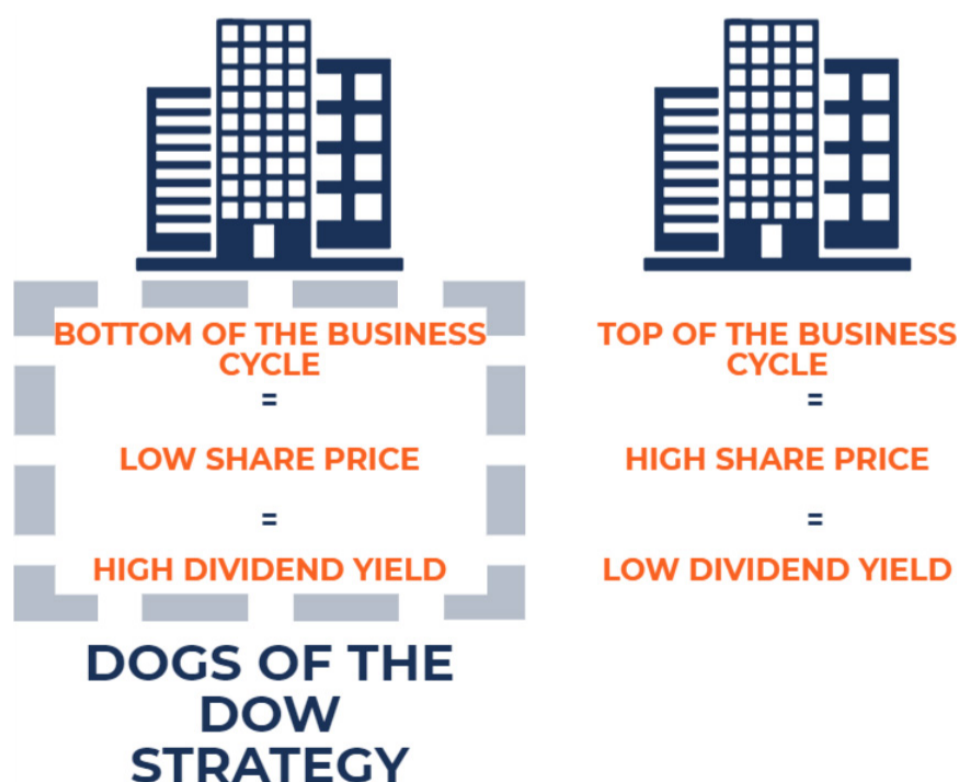 BOTTOM OF THE BUSINESS
CYCLE
=
LOW SHARE PRICE
=
HIGH DIVIDEND YIELD
DOGS OF THE
DOW
STRATEGY
TOP OF THE BUSINESS
CYCLE
=
HIGH SHARE PRICE
=
LOW DIVIDEND YIELD